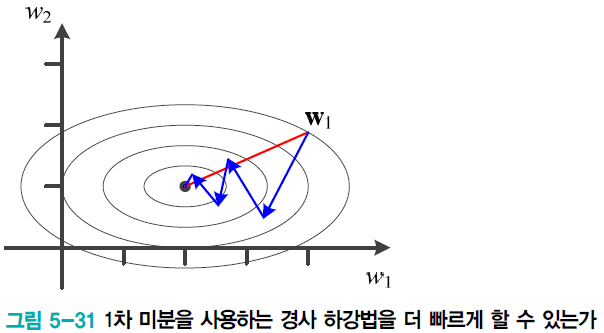 w₂
w₁
w₁
그림 5-31 1차 미분을 사용하는 경사 하강법을 더 빠르게 할 수 있는가